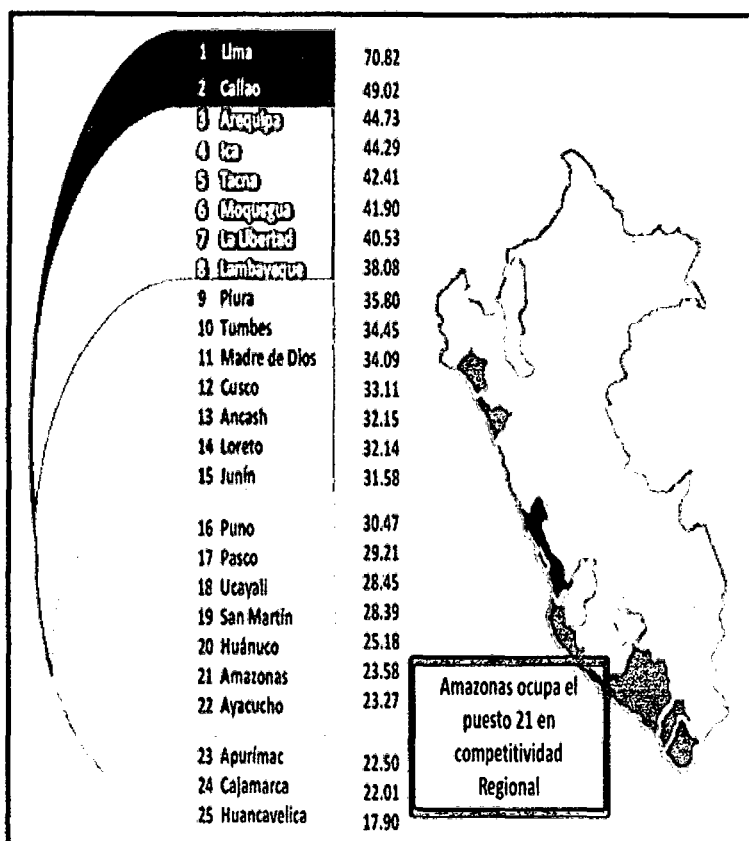 1 Lima 70.82
2 Callao 49.02
3 Arequipa 44.73
4 Ica 44.29
5 Tacna 42.41
6 Moquegua 41.90
7 La Libertad 40.53
8 Lambayeque 38.08
9 Piura 35.80
10 Tumbes 34.45
11 Madre de Dios 34.09
12 Cusco 33.11
13 Ancash 32.15
14 Loreto 32.14
15 Junín 31.58
16 Puno 30.47
17 Pasco 29.21
18 Ucayali 28.45
19 San Martín 28.39
20 Huánuco 25.18
21 Amazonas 23.58
22 Ayacucho 23.27
23 Apurímac 22.50
24 Cajamarca 22.01
25 Huancavelica 17.90
Amazonas ocupa el
puesto 21 en
competitividad
Regional